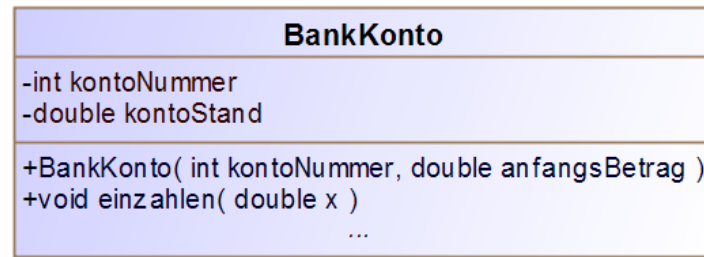 BankKonto
-int kontoNummer
-double kontoStand
+BankKonto( int kontoNummer, double anfangsBetrag )
+void einzahlen( double x )
...